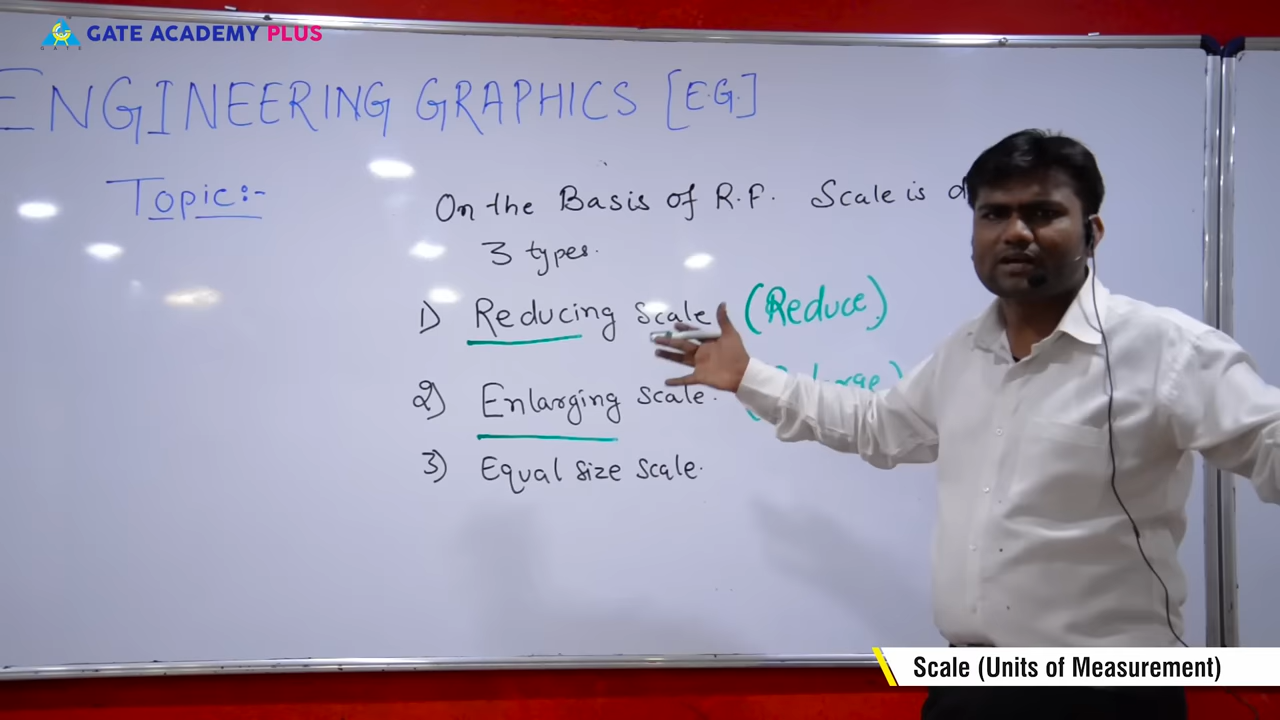 GATE ACADEMY PLUS
GATE
ENGINEERING GRAPHICS [E.G.]
Topic:-
On the Basis of R.F. Scale is d
3 types.
1) Reducing Scale (Reduce)
2) Enlarging Scale.
3) Equal size scale.
Scale (Units of Measurement)